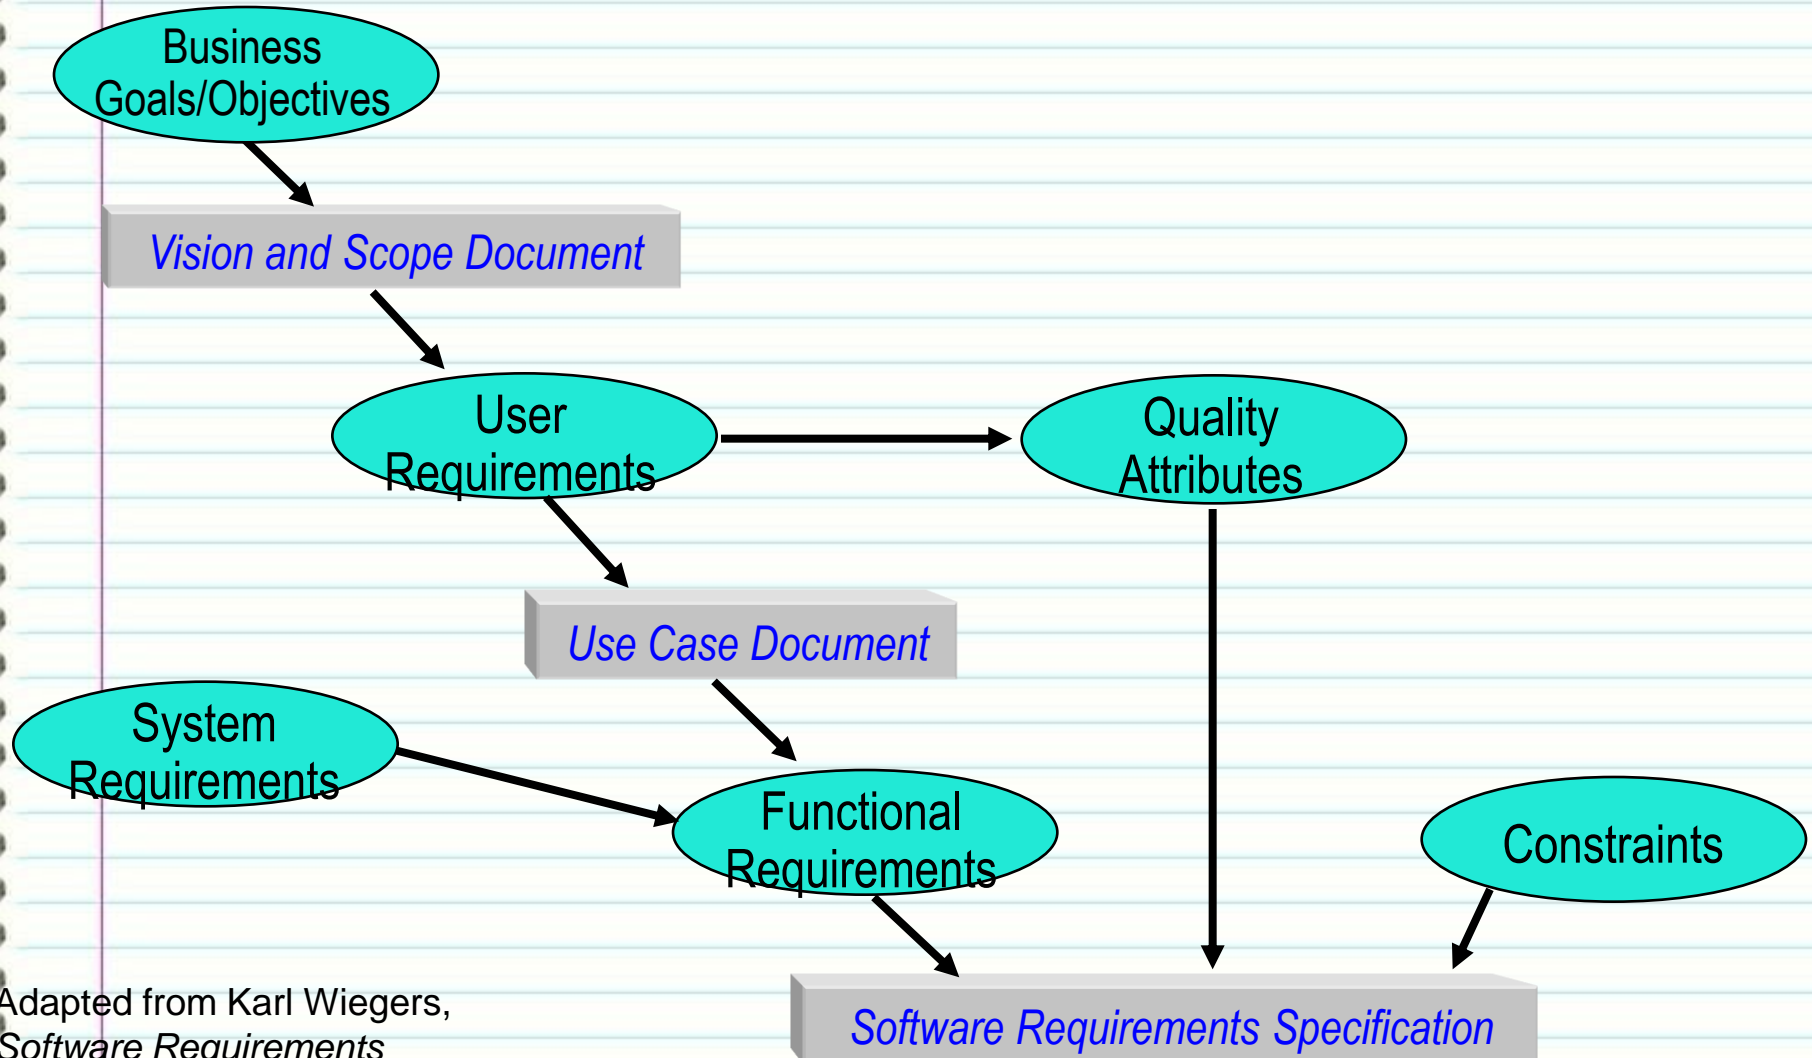 Business
Goals/Objectives
Vision and Scope Document
User
Requirements
Quality
Attributes
Use Case Document
System
Requirements
Functional
Requirements
Constraints
Software Requirements Specification
Adapted from Karl Wiegers,
Software Requirements